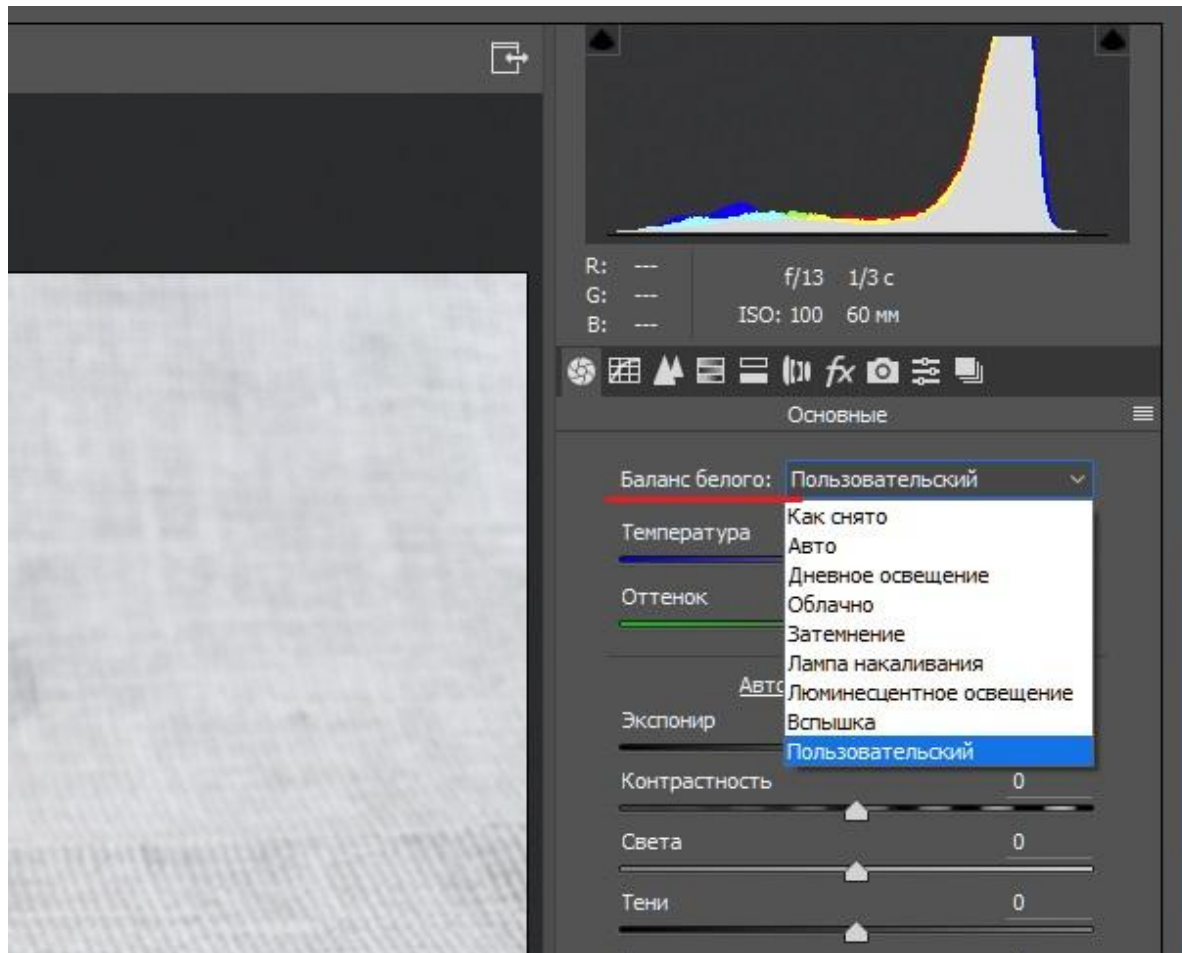 R: ---
G: ---
B: ---
f/13 1/3 с
ISO: 100 60 мм
Основные
Баланс белого: Пользовательский
Как снято
Температура
Авто
Дневное освещение
Оттенок
Облачно
Затемнение
Лампа накаливания
Люминесцентное освещение
Экспонир
Вспышка
Пользовательский
Контрастность 0
Света 0
Тени 0